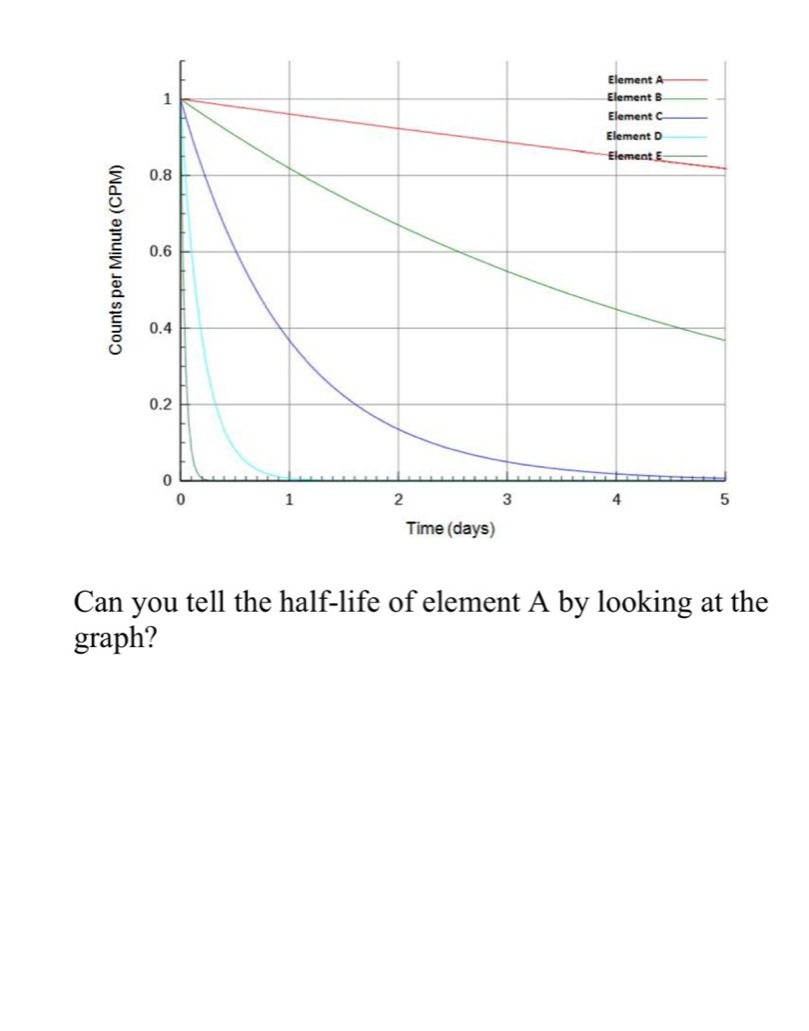 Element A
1
Element B
Element C
Element D
Element E
0.8
0.6
0.4
0.2
0
Counts per Minute (CPM)
0 1 2 3 4 5
Time (days)
Can you tell the half-life of element A by looking at the
graph?